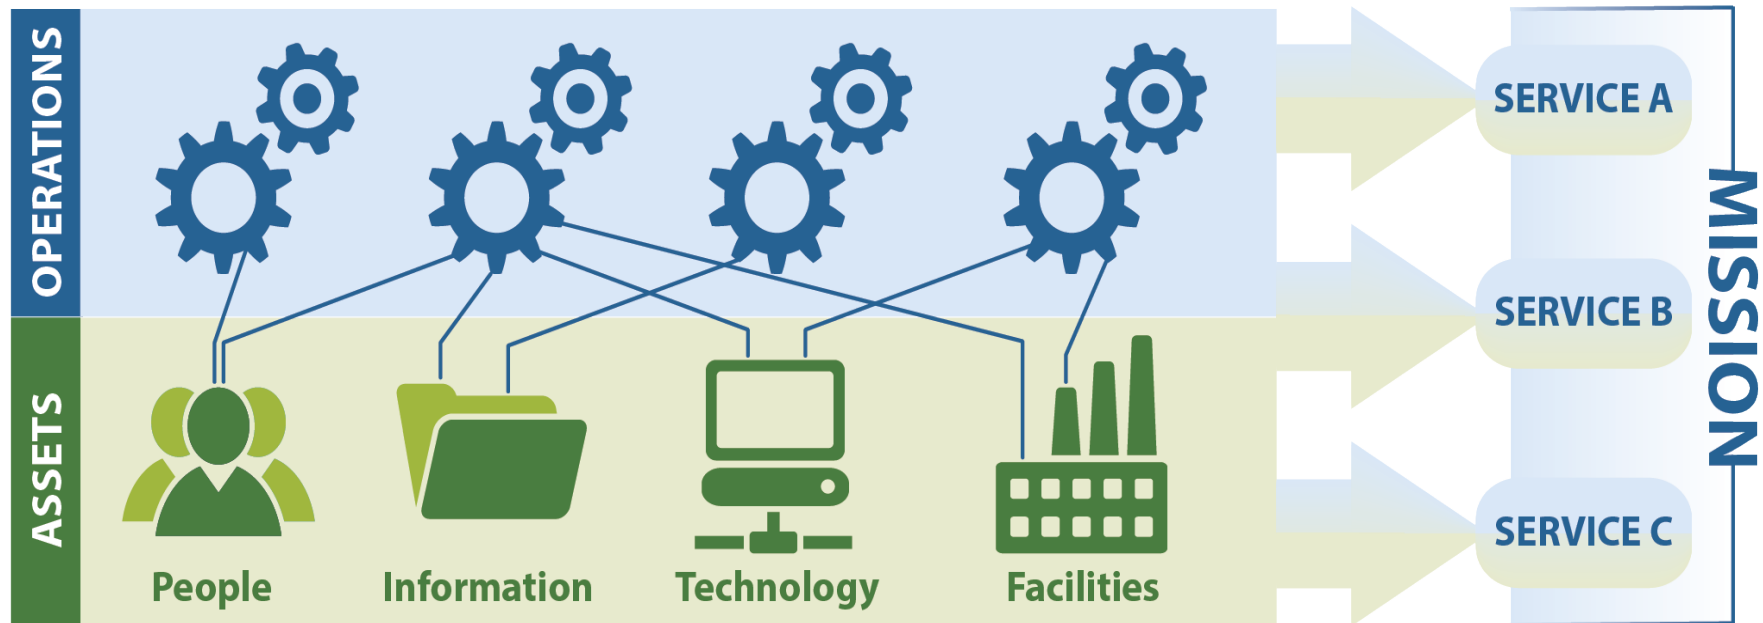 OPERATIONS
ASSETS
People
Information
Technology
Facilities
SERVICE A
SERVICE B
SERVICE C
MISSION